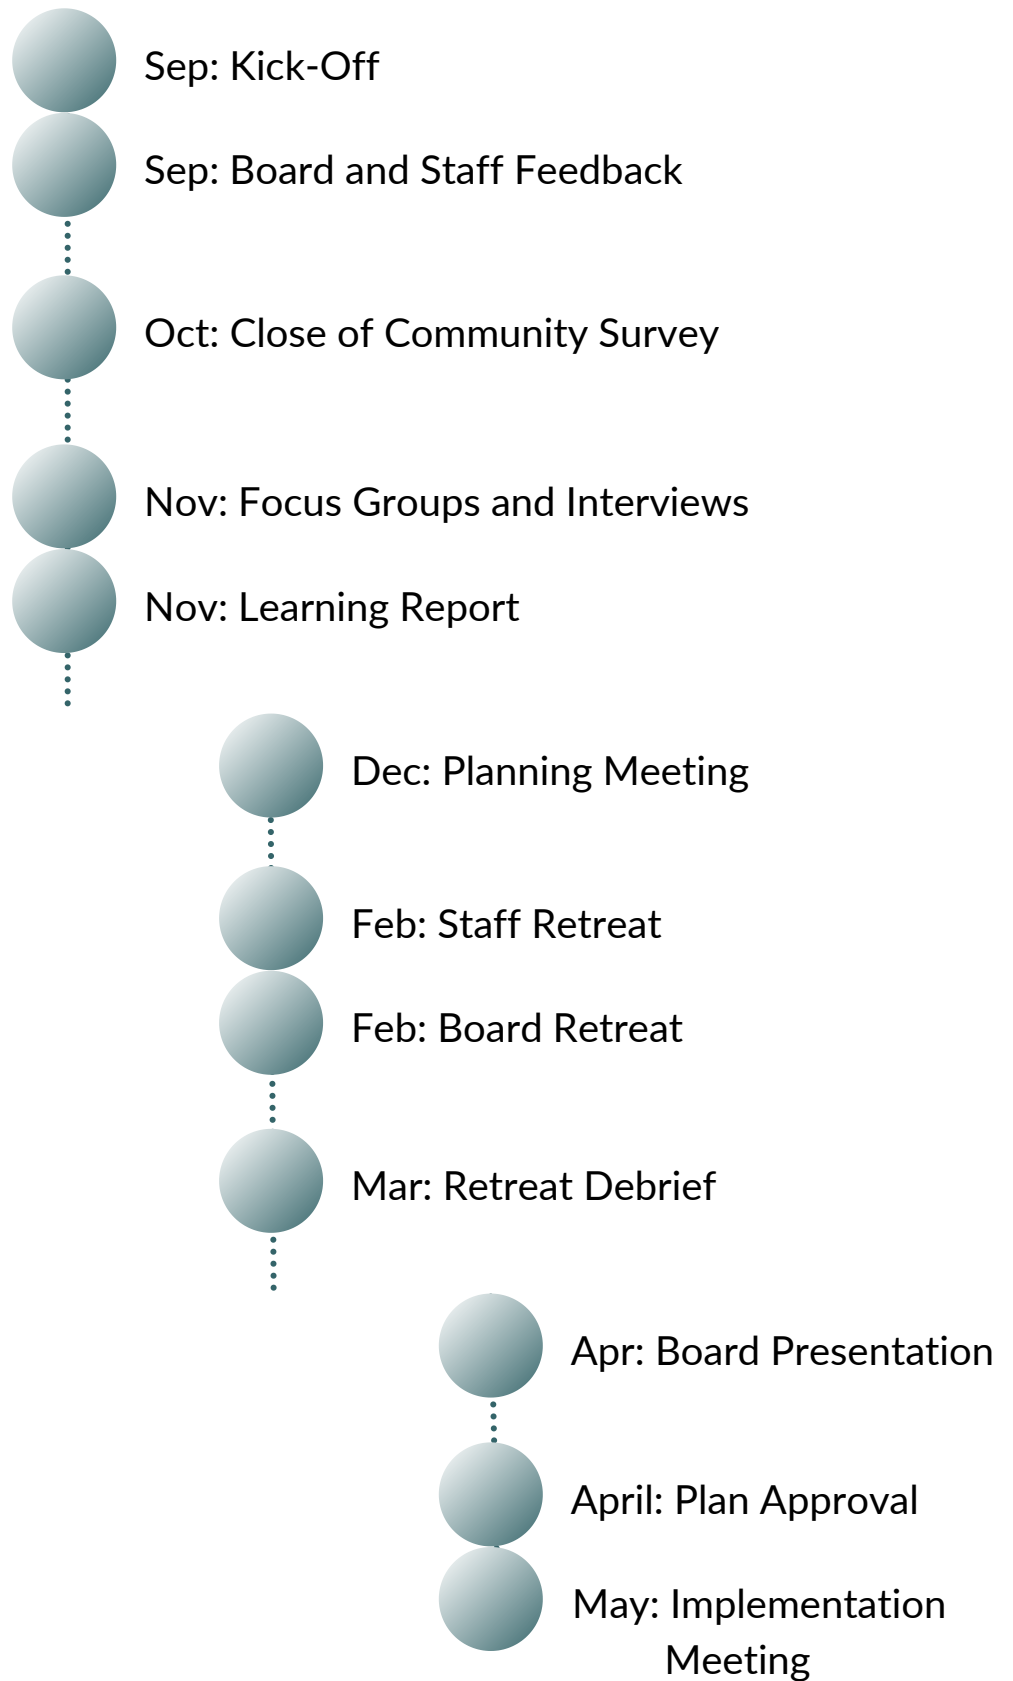 Sep: Kick-Off
Sep: Board and Staff Feedback
Oct: Close of Community Survey
Nov: Focus Groups and Interviews
Nov: Learning Report
Dec: Planning Meeting
Feb: Staff Retreat
Feb: Board Retreat
Mar: Retreat Debrief
Apr: Board Presentation
April: Plan Approval
May: Implementation
Meeting